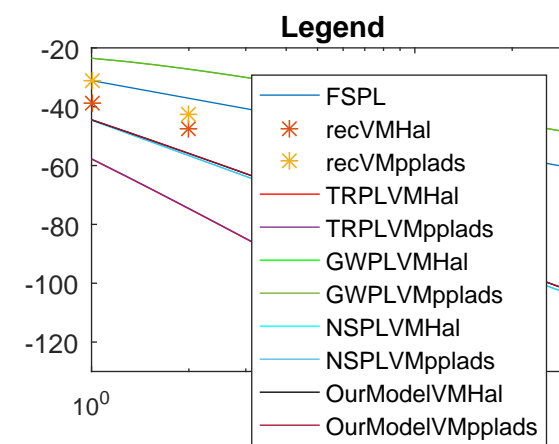 Legend
-20
-40
-60
-80
-100
-120
10^0
FSPL
recVMHal
recVMpplads
TRPLVMHal
TRPLVMpplads
GWPLVMHal
GWPLVMpplads
NSPLVMHal
NSPLVMpplads
OurModelVMHal
OurModelVMpplads